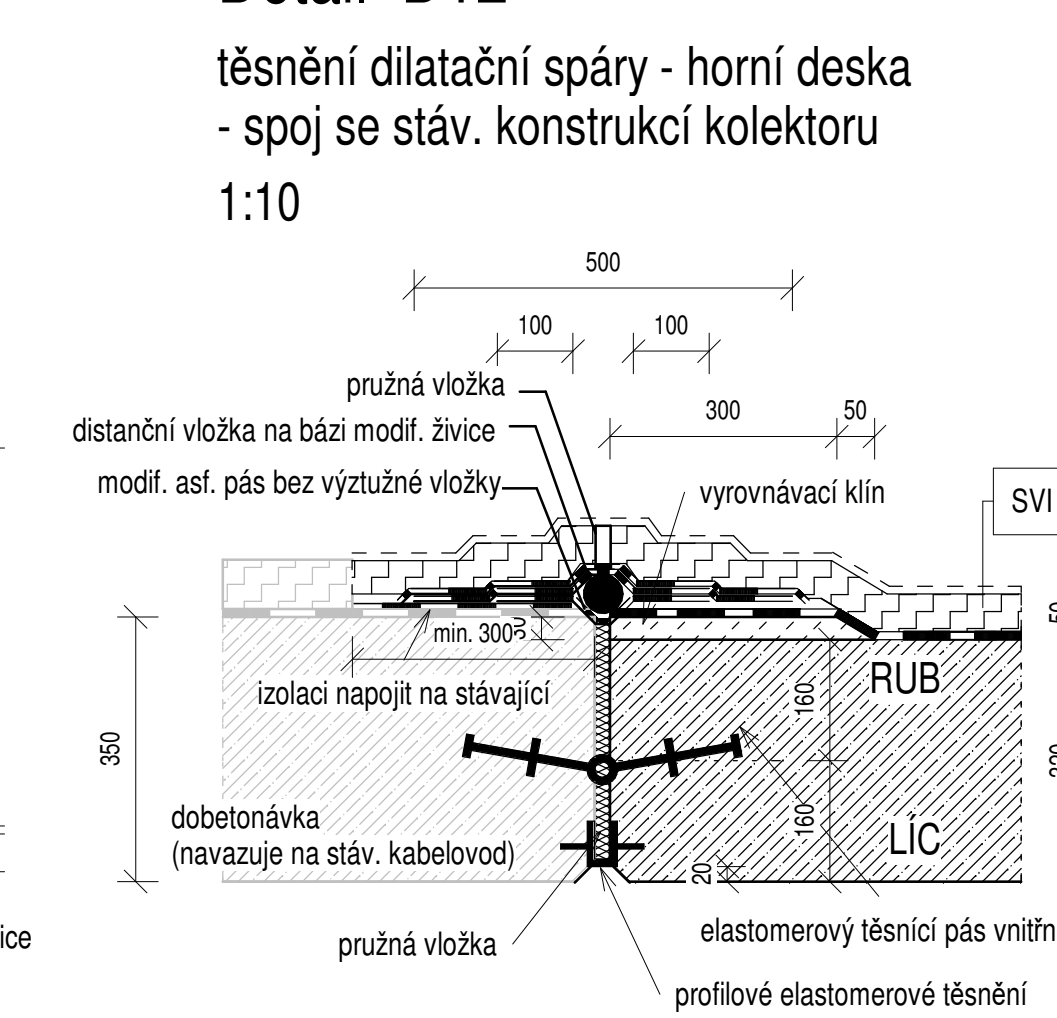 těsnění dilatační spáry - horní deska
- spoj se stáv. konstrukcí kolektoru
1:10
500
100
100
pružná vložka
300
50
distanční vložka na bázi modif. živice
modif. asf. pás bez výztužné vložky
vyrovnávací klín
SVI
min. 300
izolaci napojit na stávající
RUB
160
350
dobetonávka
(navazuje na stáv. kabelovod)
160
LÍC
20
ice
pružná vložka
elastomerový těsnící pás vnitřn
profilové elastomerové těsnění